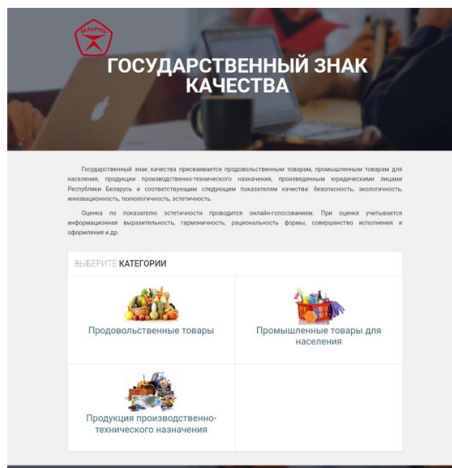 БЕЛАРУСЬ
ГОСУДАРСТВЕННЫЙ ЗНАК
КАЧЕСТВА
Государственный знак качества присваивается продовольственным товарам, промышленным товарам для
населения, продукции производственно-технического назначения, произведенным юридическими лицами
Республики Беларусь и соответствующим следующим показателям качества: безопасность, экологичность,
инновационность, технологичность, эстетичность.
Оценка по показателю эстетичности проводится онлайн-голосованием. При оценке учитывается
информационная выразительность, гармоничность, рациональность формы, совершенство исполнения и
оформления и др.
ВЫБЕРИТЕ КАТЕГОРИИ
Продовольственные товары
Промышленные товары для
населения
Продукция производственно-
технического назначения